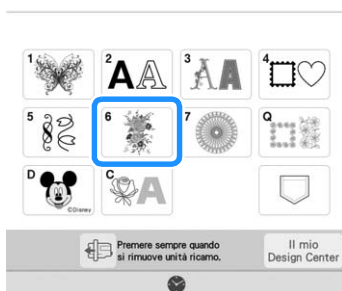 1 2 AA 3 AA 4
5 6 7 Q
D ©Disney C A
Premere sempre quando Il mio
si rimuove unità ricamo. Design Center